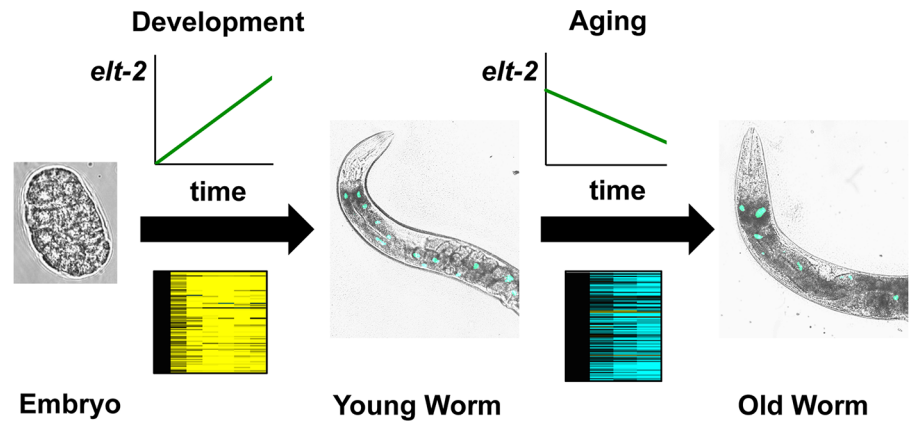 Development
Aging
elt-2
elt-2
time
time
Embryo
Young Worm
Old Worm